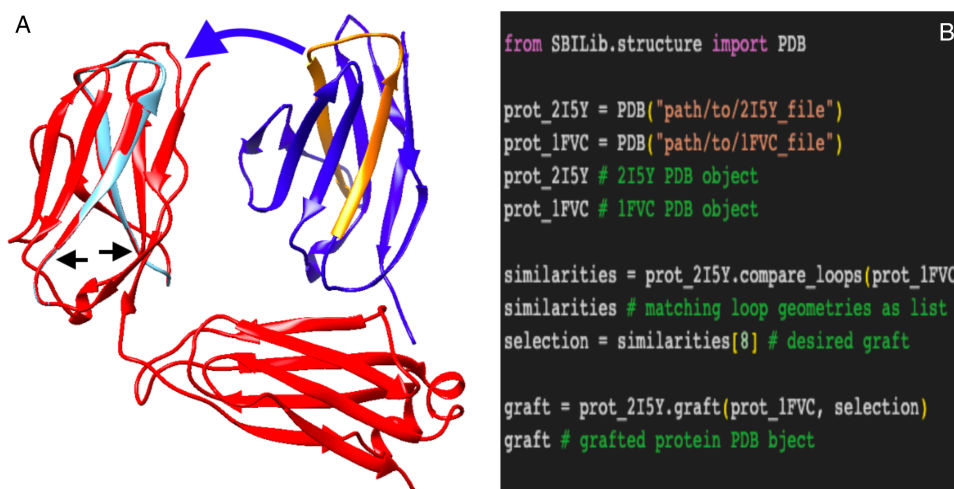 A
B
from SBILib.structure import PDB
prot_2I5Y = PDB("path/to/2I5Y_file")
prot_1FVC = PDB("path/to/1FVC_file")
prot_2I5Y # 2I5Y PDB object
prot_1FVC # 1FVC PDB object
similarities = prot_2I5Y.compare_loops(prot_1FVC
similarities # matching loop geometries as list
selection = similarities[8] # desired graft
graft = prot_2I5Y.graft(prot_1FVC, selection)
graft # grafted protein PDB bject